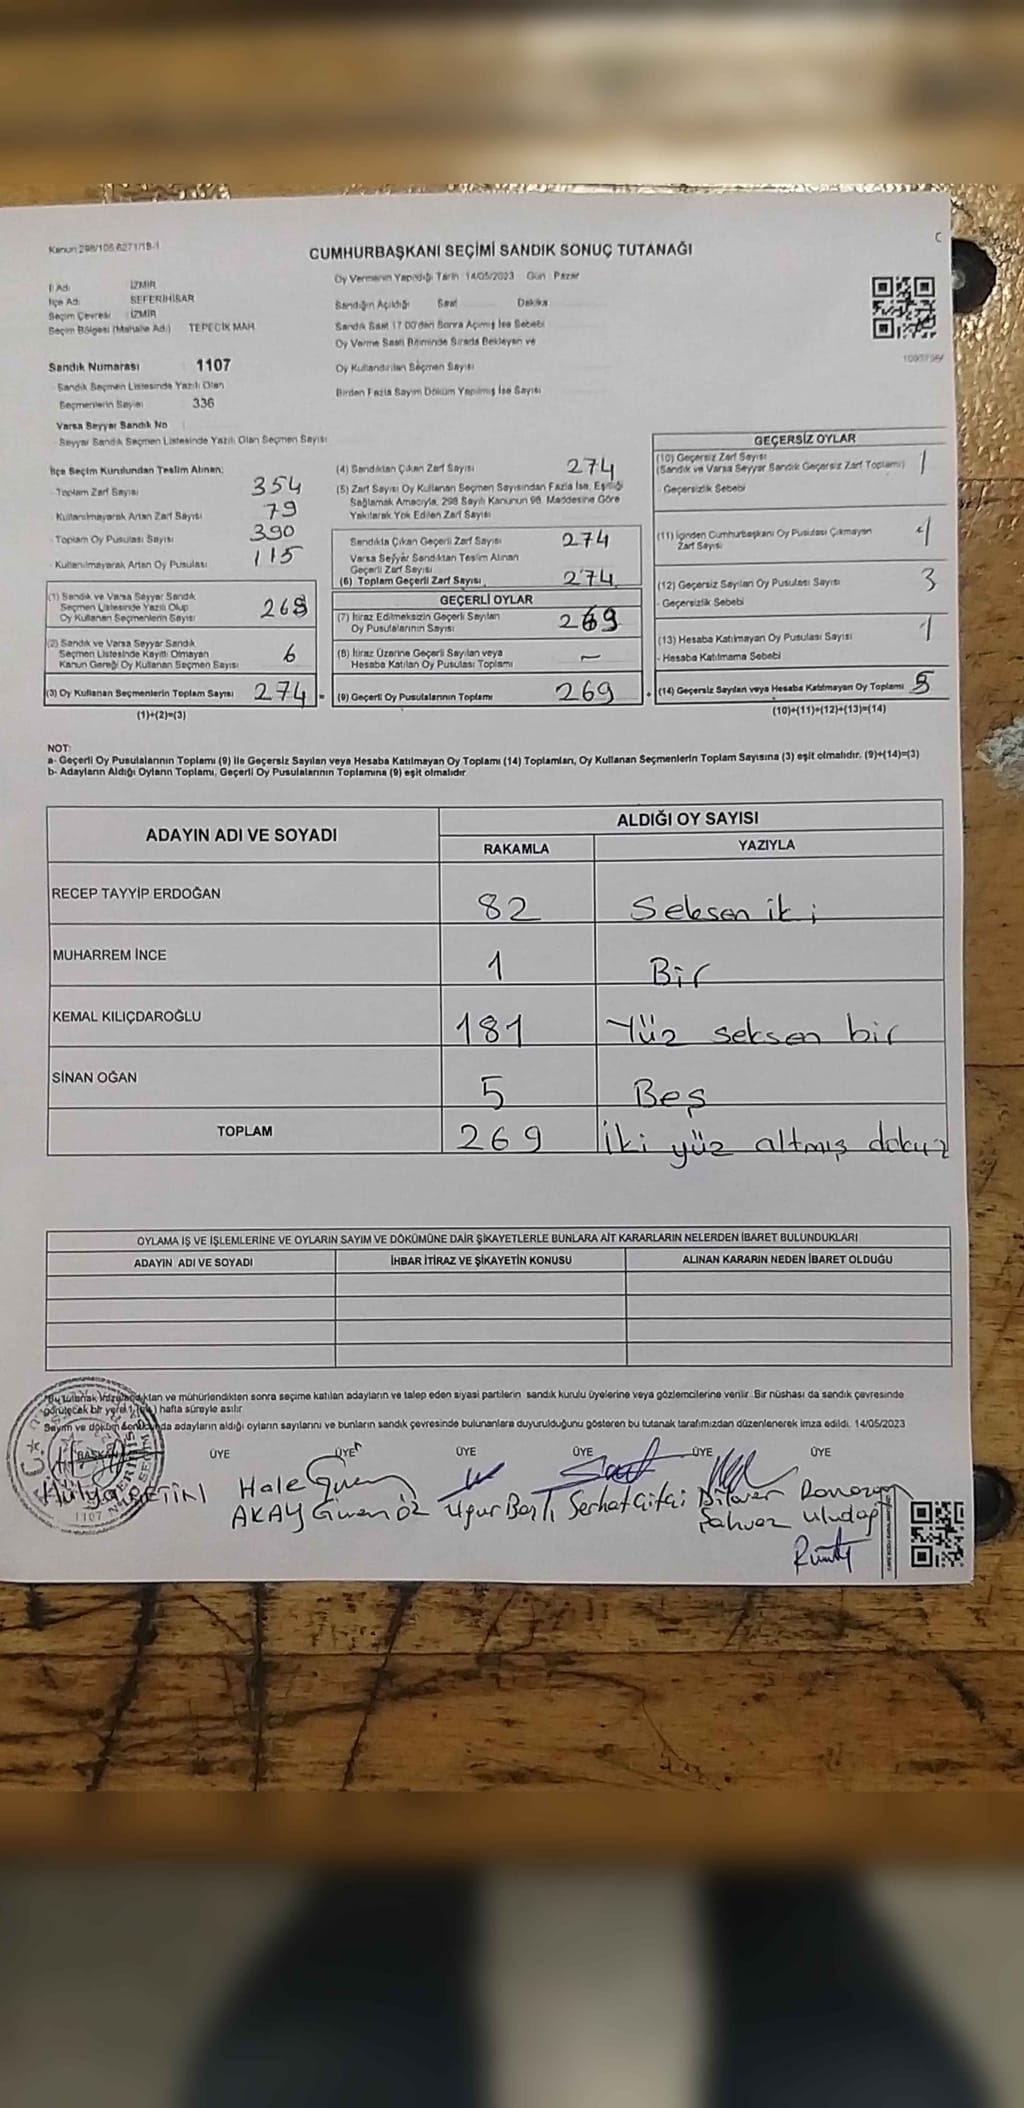 Kanun 298/105 6271/1B-1
C
CUMHURBAŞKANI SEÇİMİ SANDIK SONUÇ TUTANAĞI
Oy Vermenin Yapıldığı Tarih : 14/05/2023 Gün : Pazar
İl Adı : İZMİR
İlçe Adı : SEFERİHİSAR
Seçim Çevresi : İZMİR
Seçim Bölgesi (Mahalle Adı) TEPECİK MAH.
Sandığın Açıldığı Saat Dakika
Sandık Saat 17.00'den Sonra Açılmış İse Sebebi
Oy Verme Saati Bitiminde Sırada Bekleyen ve
Oy Kullandırılan Seçmen Sayısı
Birden Fazla Sayım Döküm Yapılmış İse Sayısı
Sandık Numarası 1107
Sandık Seçmen Listesinde Yazılı Olan
Seçmenlerin Sayısı 336
Varsa Seyyar Sandık No
Seyyar Sandık Seçmen Listesinde Yazılı Olan Seçmen Sayısı
İlçe Seçim Kurulundan Teslim Alınan;
- Toplam Zarf Sayısı 354
- Kullanılmayarak Artan Zarf Sayısı 79
- Toplam Oy Pusulası Sayısı 390
- Kullanılmayarak Artan Oy Pusulası 115
(1) Sandık ve Varsa Seyyar Sandık
Seçmen Listesinde Yazılı Olup
Oy Kullanan Seçmenlerin Sayısı 268
(2) Sandık ve Varsa Seyyar Sandık
Seçmen Listesinde Kayıtlı Olmayan
Kanun Gereği Oy Kullanan Seçmen Sayısı 6
(3) Oy Kullanan Seçmenlerin Toplam Sayısı 274 =
(1)+(2)=(3)
(4) Sandıktan Çıkan Zarf Sayısı 274
(5) Zarf Sayısı Oy Kullanan Seçmen Sayısından Fazla İse, Eşitliği
Sağlamak Amacıyla, 298 Sayılı Kanunun 98. Maddesine Göre
Yakılarak Yok Edilen Zarf Sayısı
Sandıkta Çıkan Geçerli Zarf Sayısı 274
Varsa Seyyar Sandıktan Teslim Alınan
Geçerli Zarf Sayısı
(6) Toplam Geçerli Zarf Sayısı 274
GEÇERLİ OYLAR
(7) İtiraz Edilmeksizin Geçerli Sayılan
Oy Pusulalarının Sayısı 269
(8) İtiraz Üzerine Geçerli Sayılan veya
Hesaba Katılan Oy Pusulası Toplamı —
(9) Geçerli Oy Pusulalarının Toplamı 269 +
GEÇERSİZ OYLAR
(10) Geçersiz Zarf Sayısı 1
(Sandık ve Varsa Seyyar Sandık Geçersiz Zarf Toplamı)
- Geçersizlik Sebebi
(11) İçinden Cumhurbaşkanı Oy Pusulası Çıkmayan
Zarf Sayısı
(12) Geçersiz Sayılan Oy Pusulası Sayısı 3
- Geçersizlik Sebebi
(13) Hesaba Katılmayan Oy Pusulası Sayısı 1
- Hesaba Katılmama Sebebi
(14) Geçersiz Sayılan veya Hesaba Katılmayan Oy Toplamı 5
(10)+(11)+(12)+(13)=(14)
NOT:
a- Geçerli Oy Pusulalarının Toplamı (9) ile Geçersiz Sayılan veya Hesaba Katılmayan Oy Toplamı (14) Toplamları, Oy Kullanan Seçmenlerin Toplam Sayısına (3) eşit olmalıdır. (9)+(14)=(3)
b- Adayların Aldığı Oyların Toplamı, Geçerli Oy Pusulalarının Toplamına (9) eşit olmalıdır
ADAYIN ADI VE SOYADI
ALDIĞI OY SAYISI
RAKAMLA YAZIYLA
RECEP TAYYİP ERDOĞAN 82 Seksen iki
MUHARREM İNCE 1 Bir
KEMAL KILIÇDAROĞLU 181 Yüz seksen bir
SİNAN OĞAN 5 Beş
TOPLAM 269 İki yüz altmış dokuz
OYLAMA İŞ VE İŞLEMLERİNE VE OYLARIN SAYIM VE DÖKÜMÜNE DAİR ŞİKAYETLERLE BUNLARA AİT KARARLARIN NELERDEN İBARET BULUNDUKLARI
ADAYIN ADI VE SOYADI İHBAR İTİRAZ VE ŞİKAYETİN KONUSU ALINAN KARARIN NEDEN İBARET OLDUĞU
Bu tutanak imzalandıktan ve mühürlendikten sonra seçime katılan adayların ve talep eden siyasi partilerin sandık kurulu üyelerine veya gözlemcilerine verilir. Bir nüshası da sandık çevresinde
görülecek bir yere 1 hafta süreyle asılır
Sayım ve döküm sonucunda adayların aldığı oyların sayılarını ve bunların sandık çevresinde bulunanlara duyurulduğunu gösteren bu tutanak tarafımızdan düzenlenerek imza edildi. 14/05/2023
BAŞKAN ÜYE ÜYE ÜYE ÜYE ÜYE ÜYE
Hülya ÇETİN Hale AKAY Uğur Serhat Çiftçi Dilaver Ramazan
Uludağ
1107